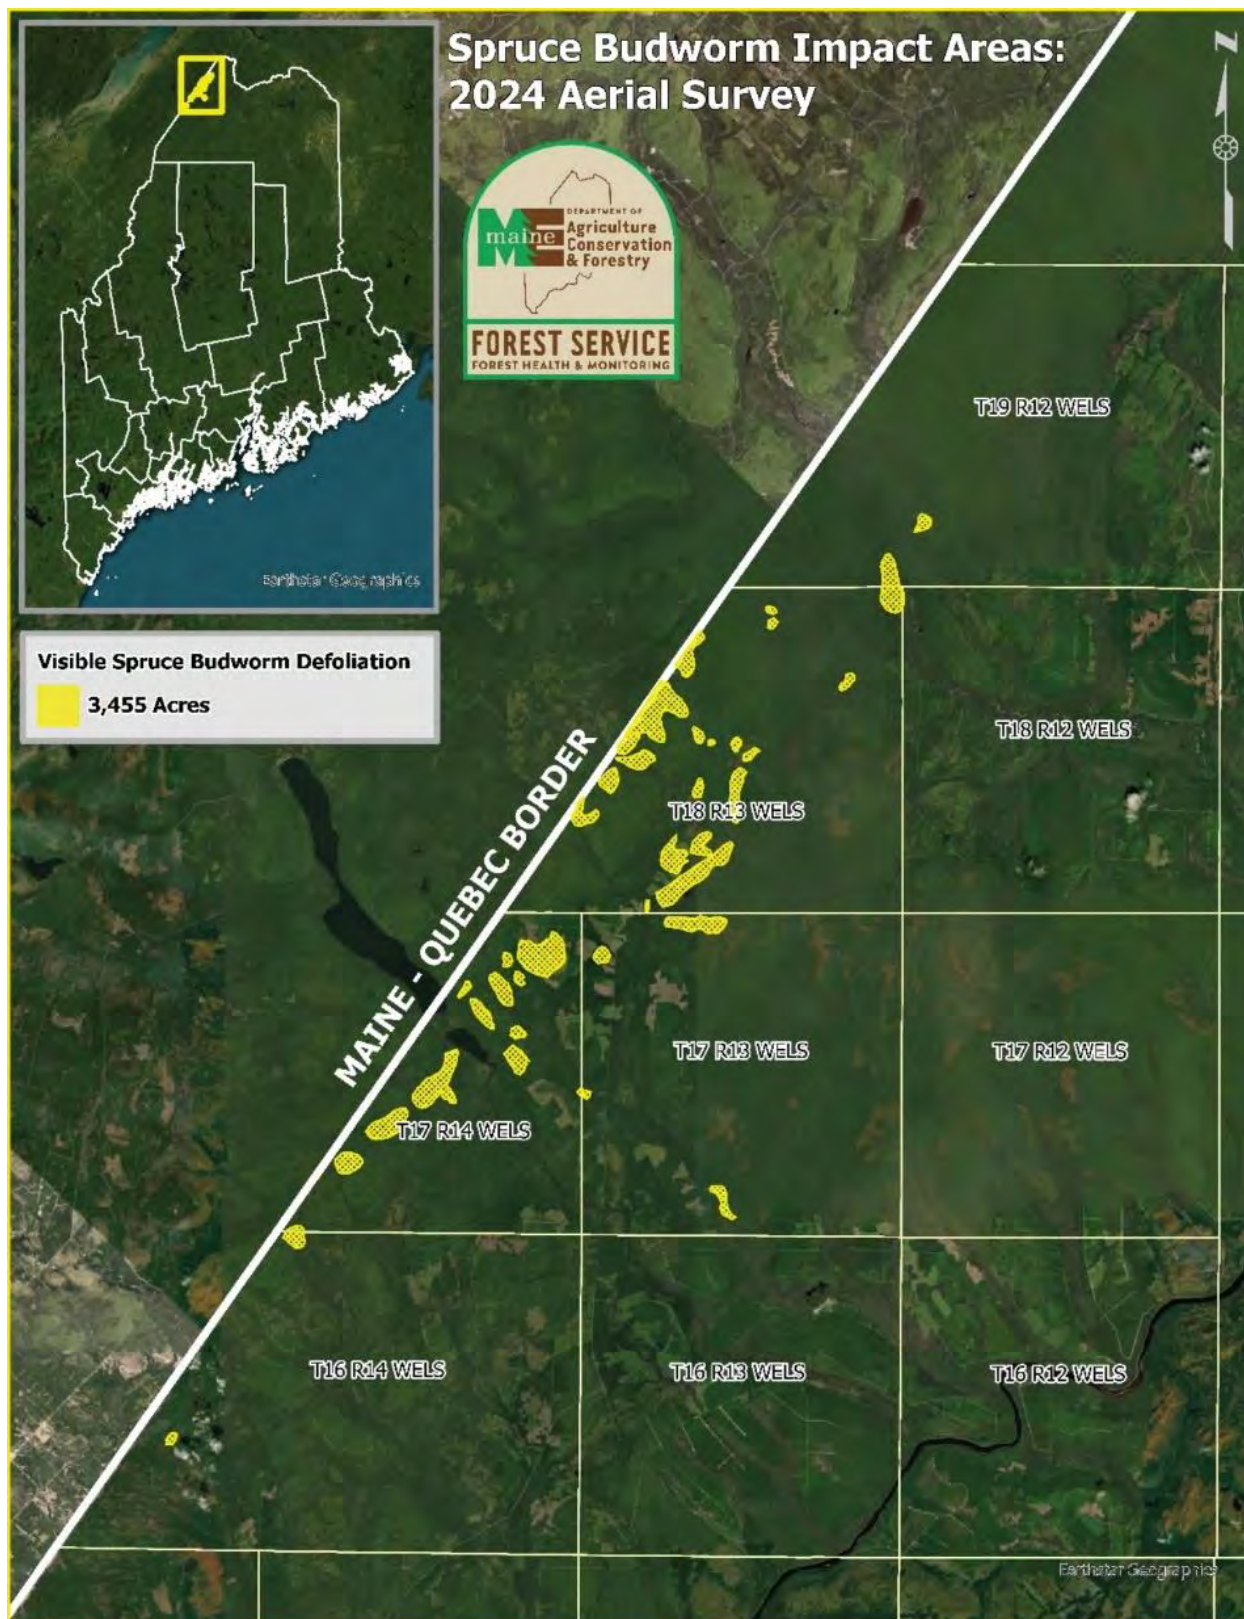 Spruce Budworm Impact Areas:
2024 Aerial Survey
N
DEPARTMENT OF
maine
ME
Agriculture
Conservation
& Forestry
FOREST SERVICE
FOREST HEALTH & MONITORING
Earthstar Geographics
Visible Spruce Budworm Defoliation
3,455 Acres
MAINE - QUEBEC BORDER
T19 R12 WELS
T18 R12 WELS
T18 R13 WELS
T17 R13 WELS
T17 R12 WELS
T17 R14 WELS
T16 R14 WELS
T16 R13 WELS
T16 R12 WELS
Earthstar Geographics